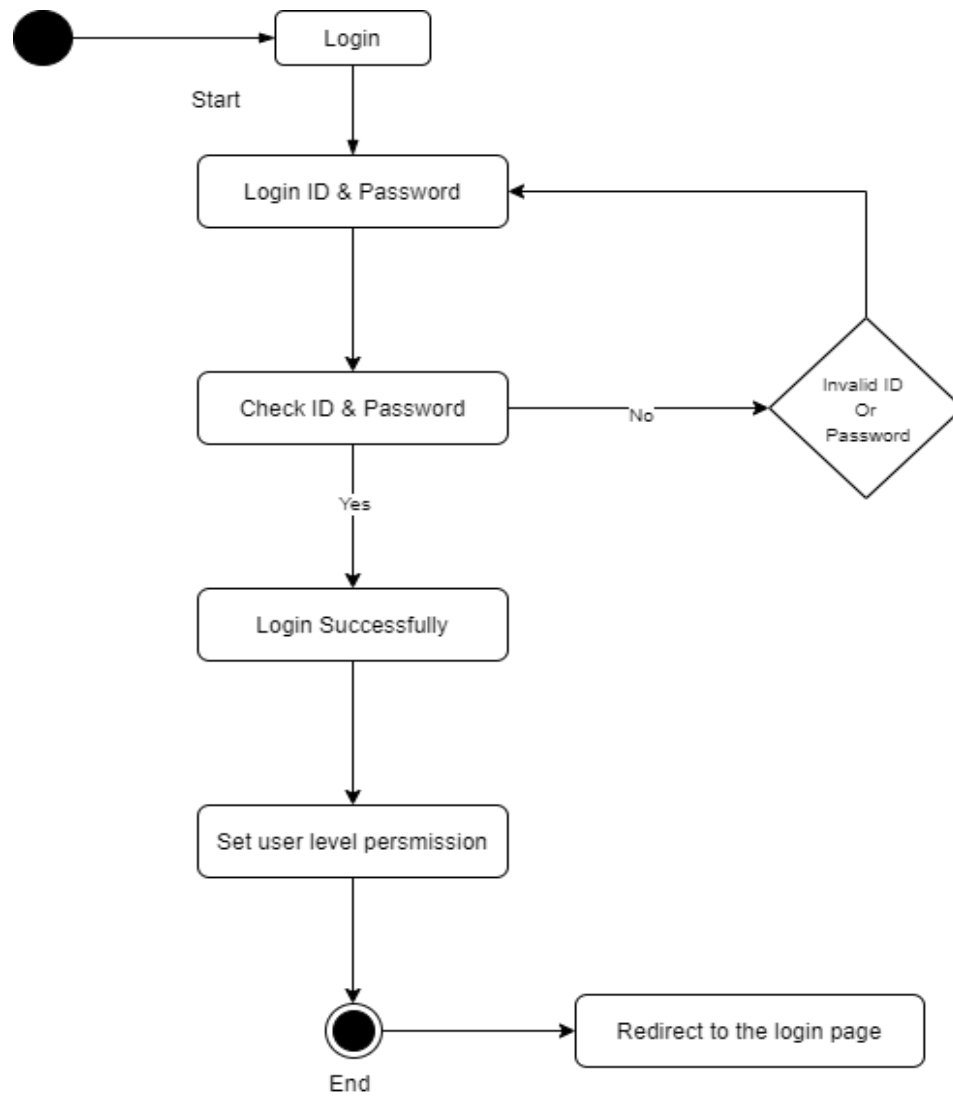 Login
Start
Login ID & Password
Invalid ID
Or
Password
Check ID & Password
No
Yes
Login Successfully
Set user level persmission
Redirect to the login page
End